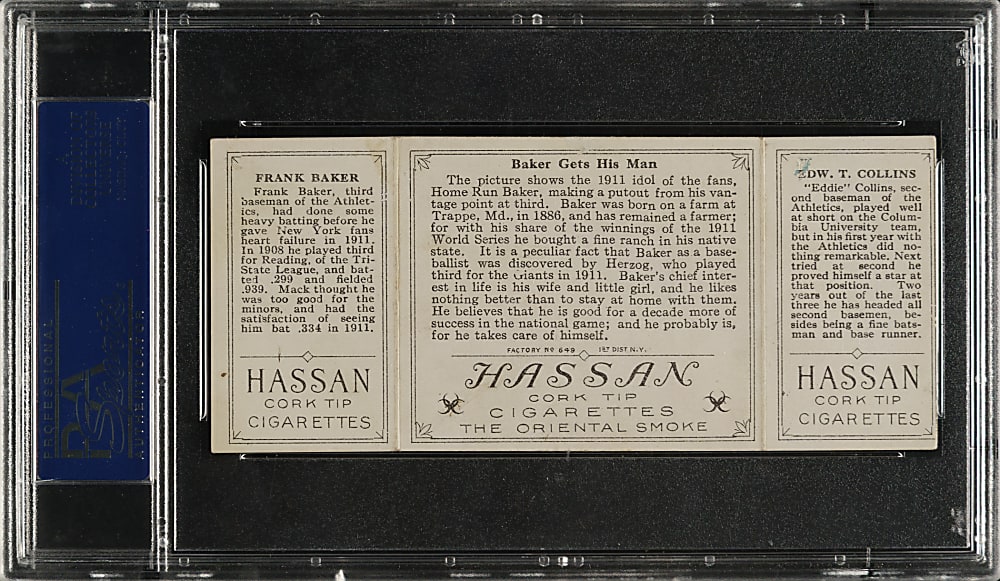 FRANK BAKER
Frank Baker, third
baseman of the Athlet-
ics, had done some
heavy batting before he
gave New York fans
heart failure in 1911.
In 1908 he played third
for Reading, of the Tri-
State League, and bat-
ted .299 and fielded
.939. Mack thought he
was too good for the
minors, and had the
satisfaction of seeing
him bat .334 in 1911.
HASSAN
CORK TIP
CIGARETTES
Baker Gets His Man
The picture shows the 1911 idol of the fans,
Home Run Baker, making a putout from his van-
tage point at third. Baker was born on a farm at
Trappe, Md., in 1886, and has remained a farmer;
for with his share of the winnings of the 1911
World Series he bought a fine ranch in his native
state. It is a peculiar fact that Baker as a base-
ballist was discovered by Herzog, who played
third for the Giants in 1911. Baker's chief inter-
est in life is his wife and little girl, and he likes
nothing better than to stay at home with them.
He believes that he is good for a decade more of
success in the national game; and he probably is,
for he takes care of himself.
FACTORY No 649 1ST DIST. N.Y.
HASSAN
CORK TIP
CIGARETTES
THE ORIENTAL SMOKE
EDW. T. COLLINS
"Eddie" Collins, sec-
ond baseman of the
Athletics, played well
at short on the Colum-
bia University team,
but in his first year with
the Athletics did no-
thing remarkable. Next
tried at second he
proved himself a star at
that position. Two
years out of the last
three he has headed all
second basemen, be-
sides being a fine bats-
man and base runner.
HASSAN
CORK TIP
CIGARETTES
PROFESSIONAL
PSA
AUTHENTICATOR